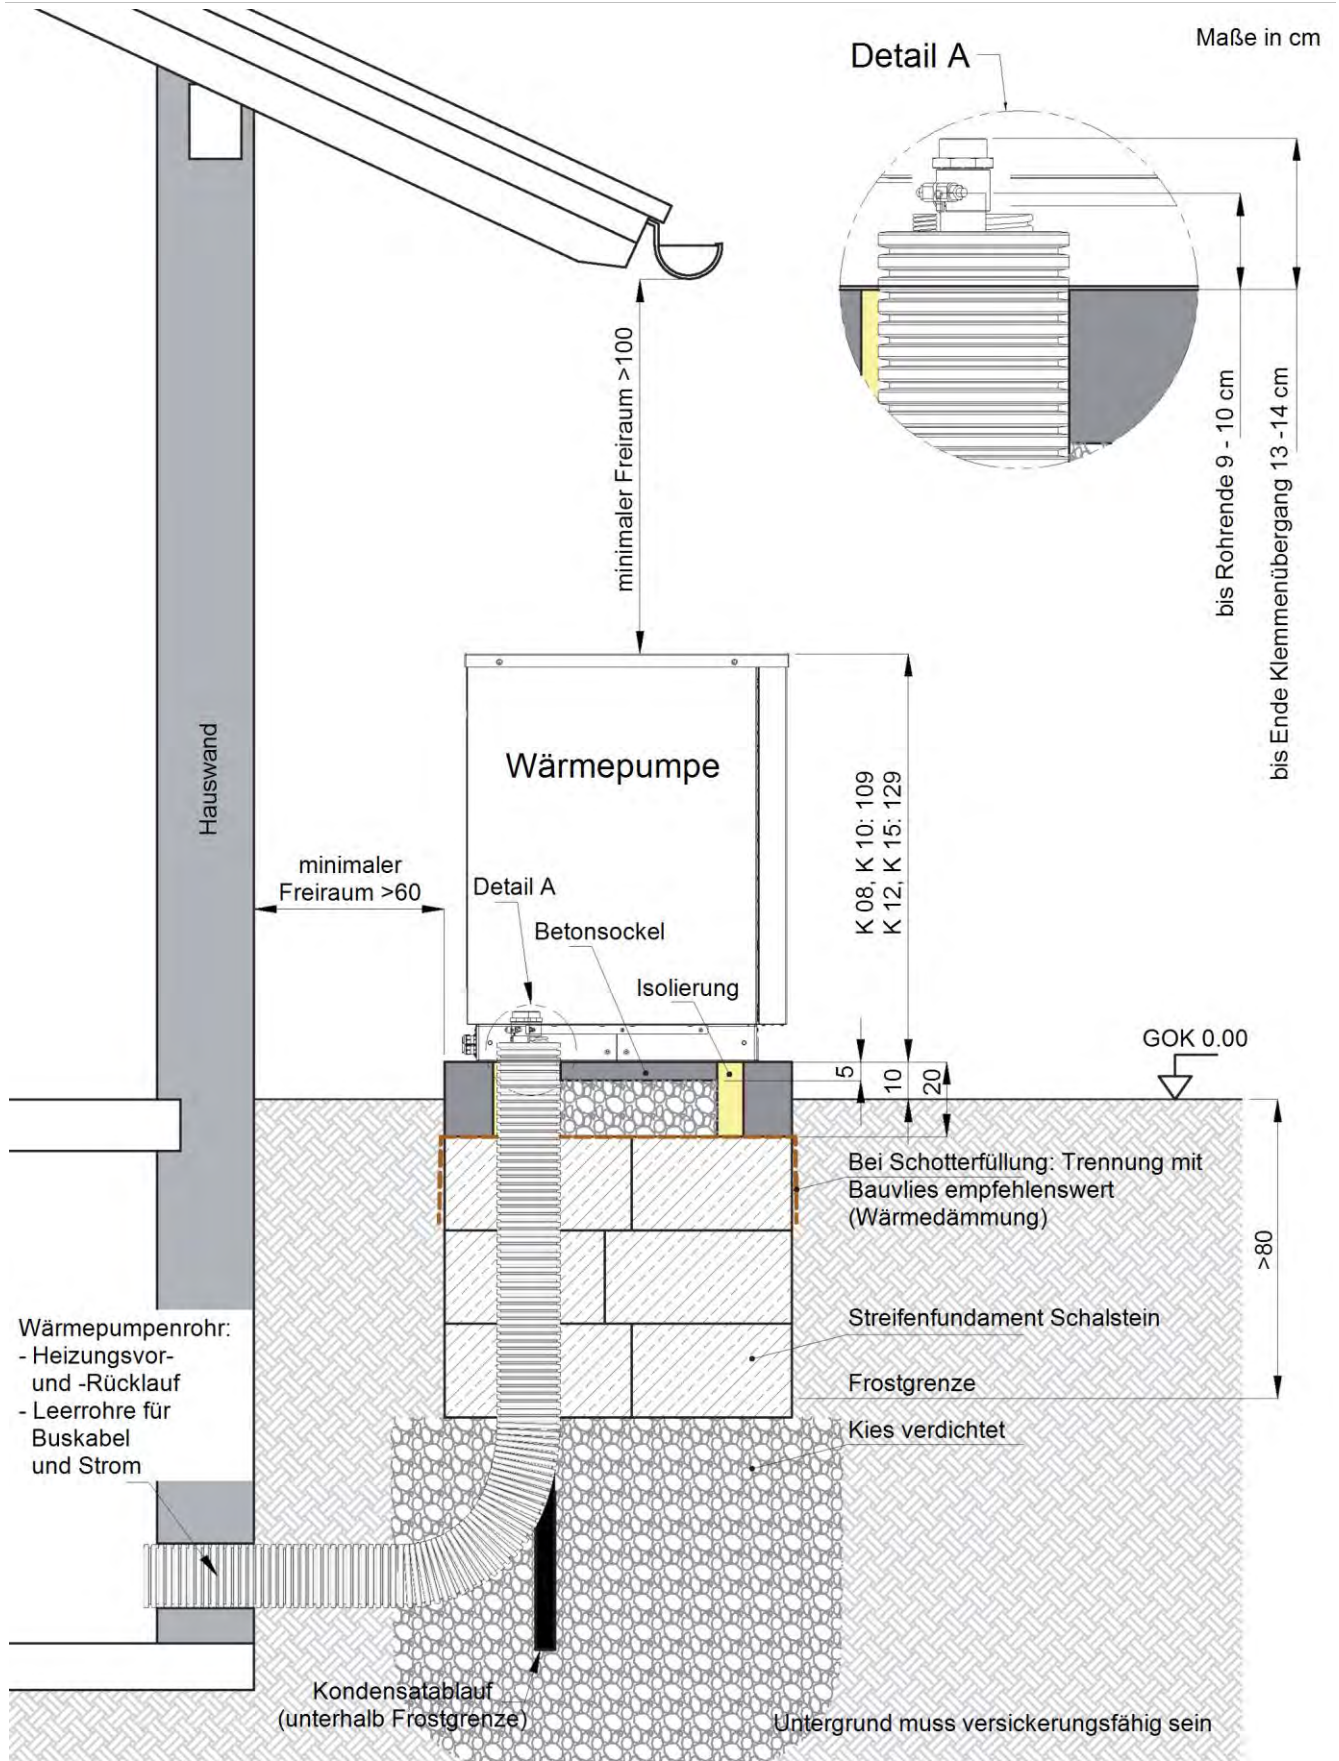 Maße in cm
Detail A
minimaler Freiraum >100
bis Rohrende 9 - 10 cm
bis Ende Klemmenübergang 13 -14 cm
Hauswand
Wärmepumpe
K 08, K 10: 109
K 12, K 15: 129
minimaler
Freiraum >60
Detail A
Betonsockel
Isolierung
GOK 0.00
5
10
20
Bei Schotterfüllung: Trennung mit
Bauvlies empfehlenswert
(Wärmedämmung)
>80
Streifenfundament Schalstein
Frostgrenze
Kies verdichtet
Wärmepumpenrohr:
- Heizungsvor-
und -Rücklauf
- Leerrohre für
Buskabel
und Strom
Kondensatablauf
(unterhalb Frostgrenze)
Untergrund muss versickerungsfähig sein